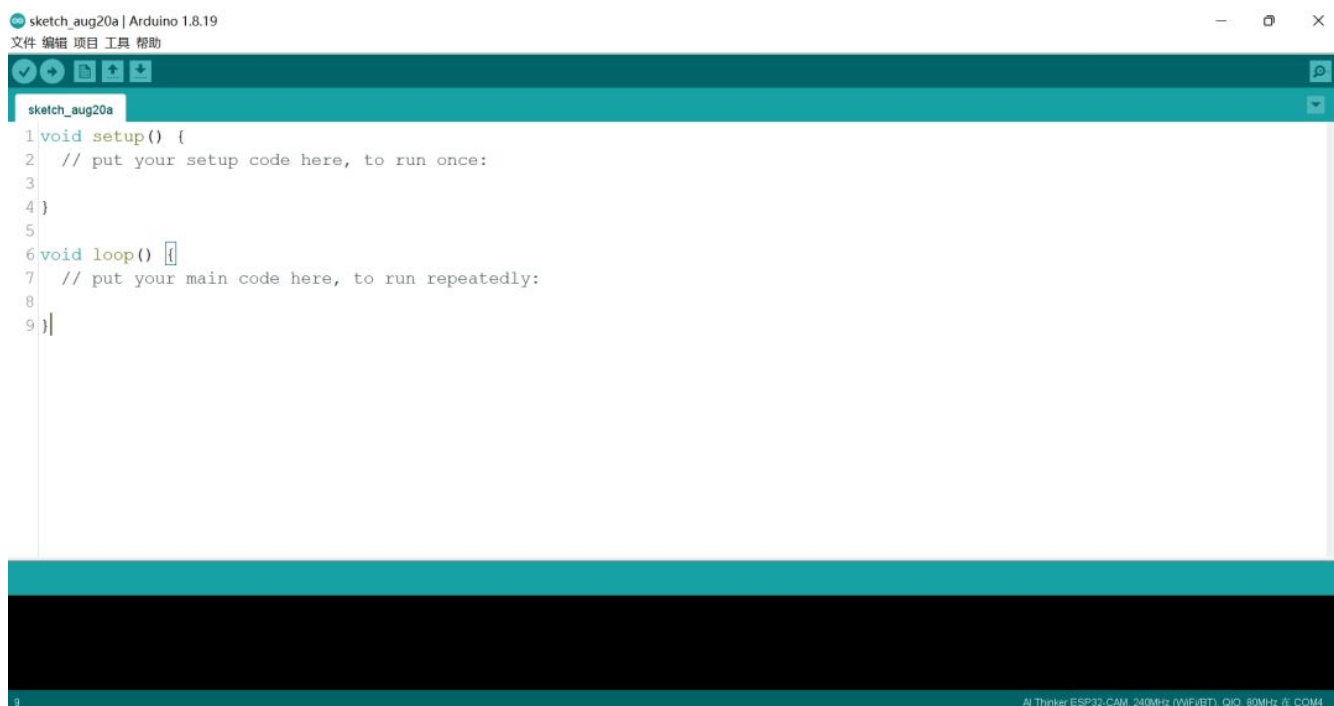 sketch_aug20a | Arduino 1.8.19
文件 编辑 项目 工具 帮助
sketch_aug20a
1 void setup() {
2   // put your setup code here, to run once:
3
4 }
5
6 void loop() {
7   // put your main code here, to run repeatedly:
8
9 }
9
AI Thinker ESP32-CAM, 240MHz (WiFi/BT), QIO, 80MHz 在 COM4